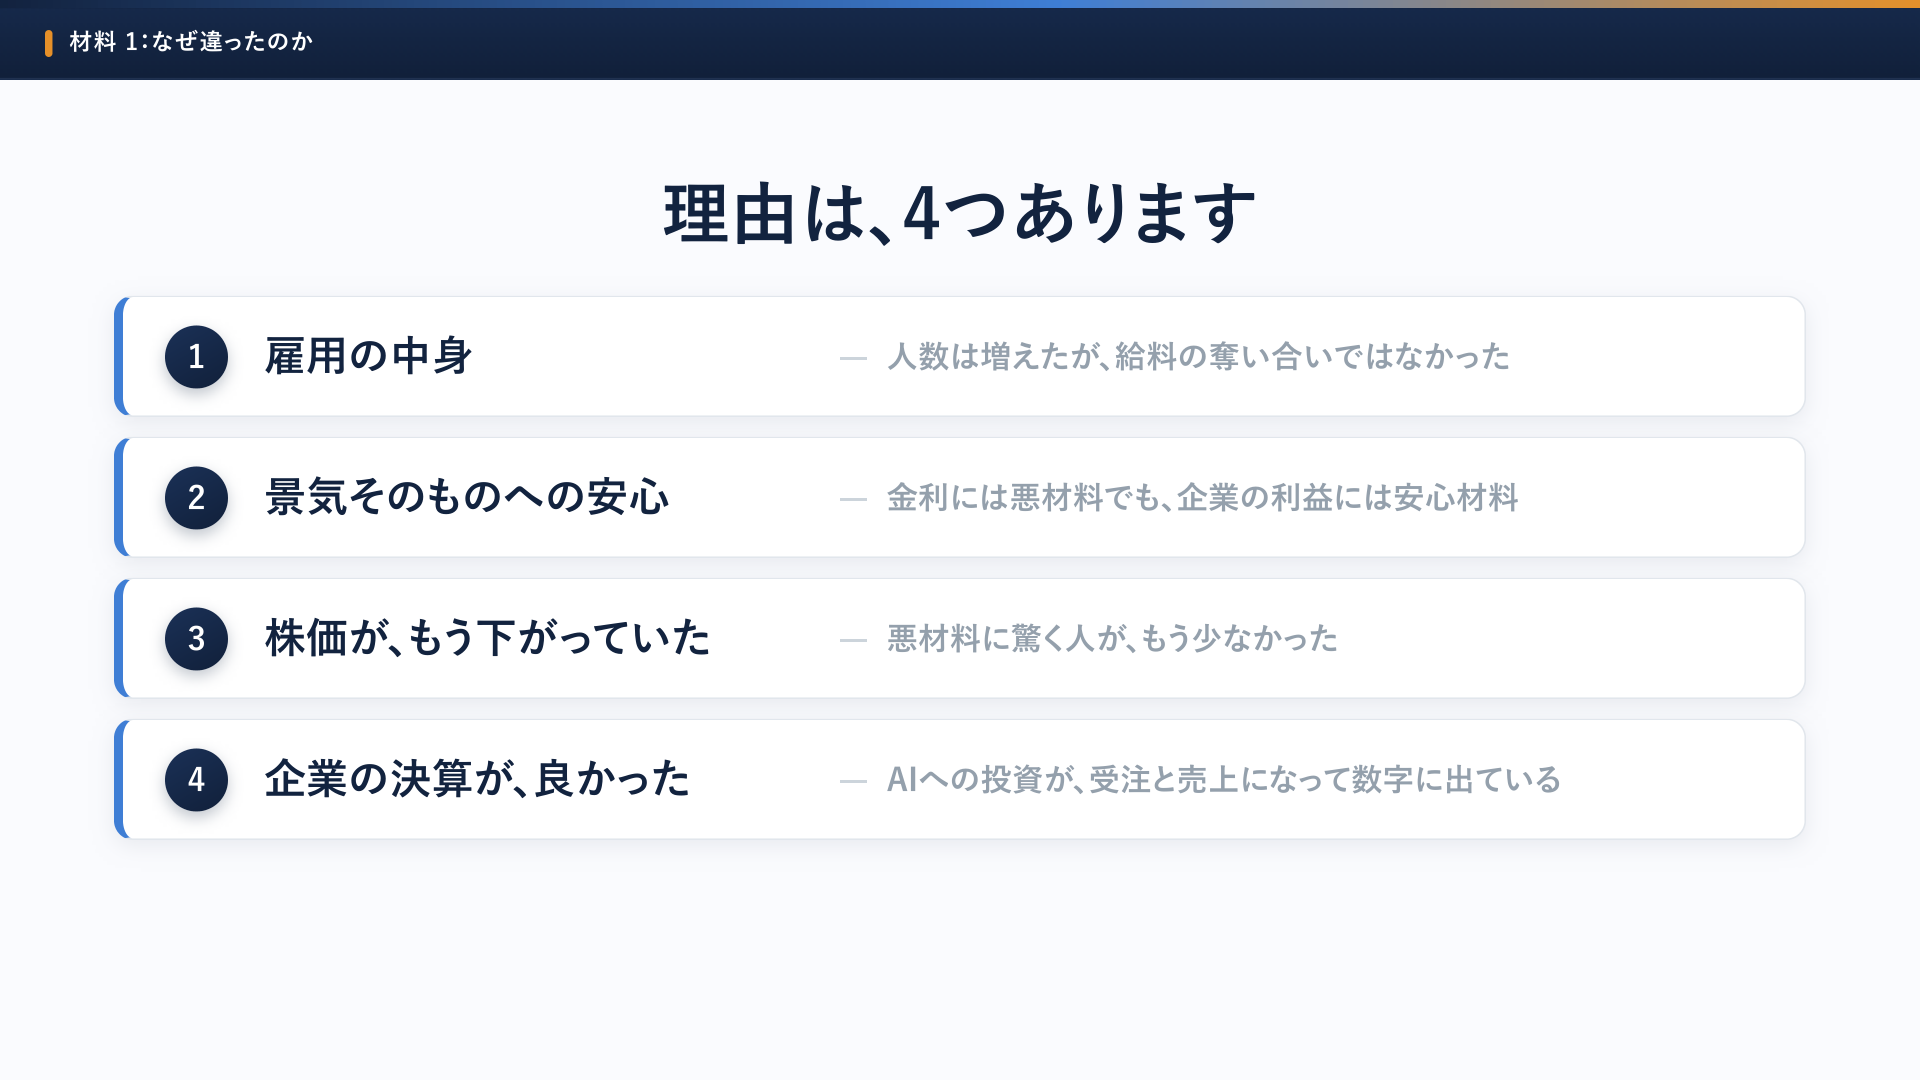 材料 1：なぜ違ったのか
理由は、4つあります
1 雇用の中身 — 人数は増えたが、給料の奪い合いではなかった
2 景気そのものへの安心 — 金利には悪材料でも、企業の利益には安心材料
3 株価が、もう下がっていた — 悪材料に驚く人が、もう少なかった
4 企業の決算が、良かった — AIへの投資が、受注と売上になって数字に出ている